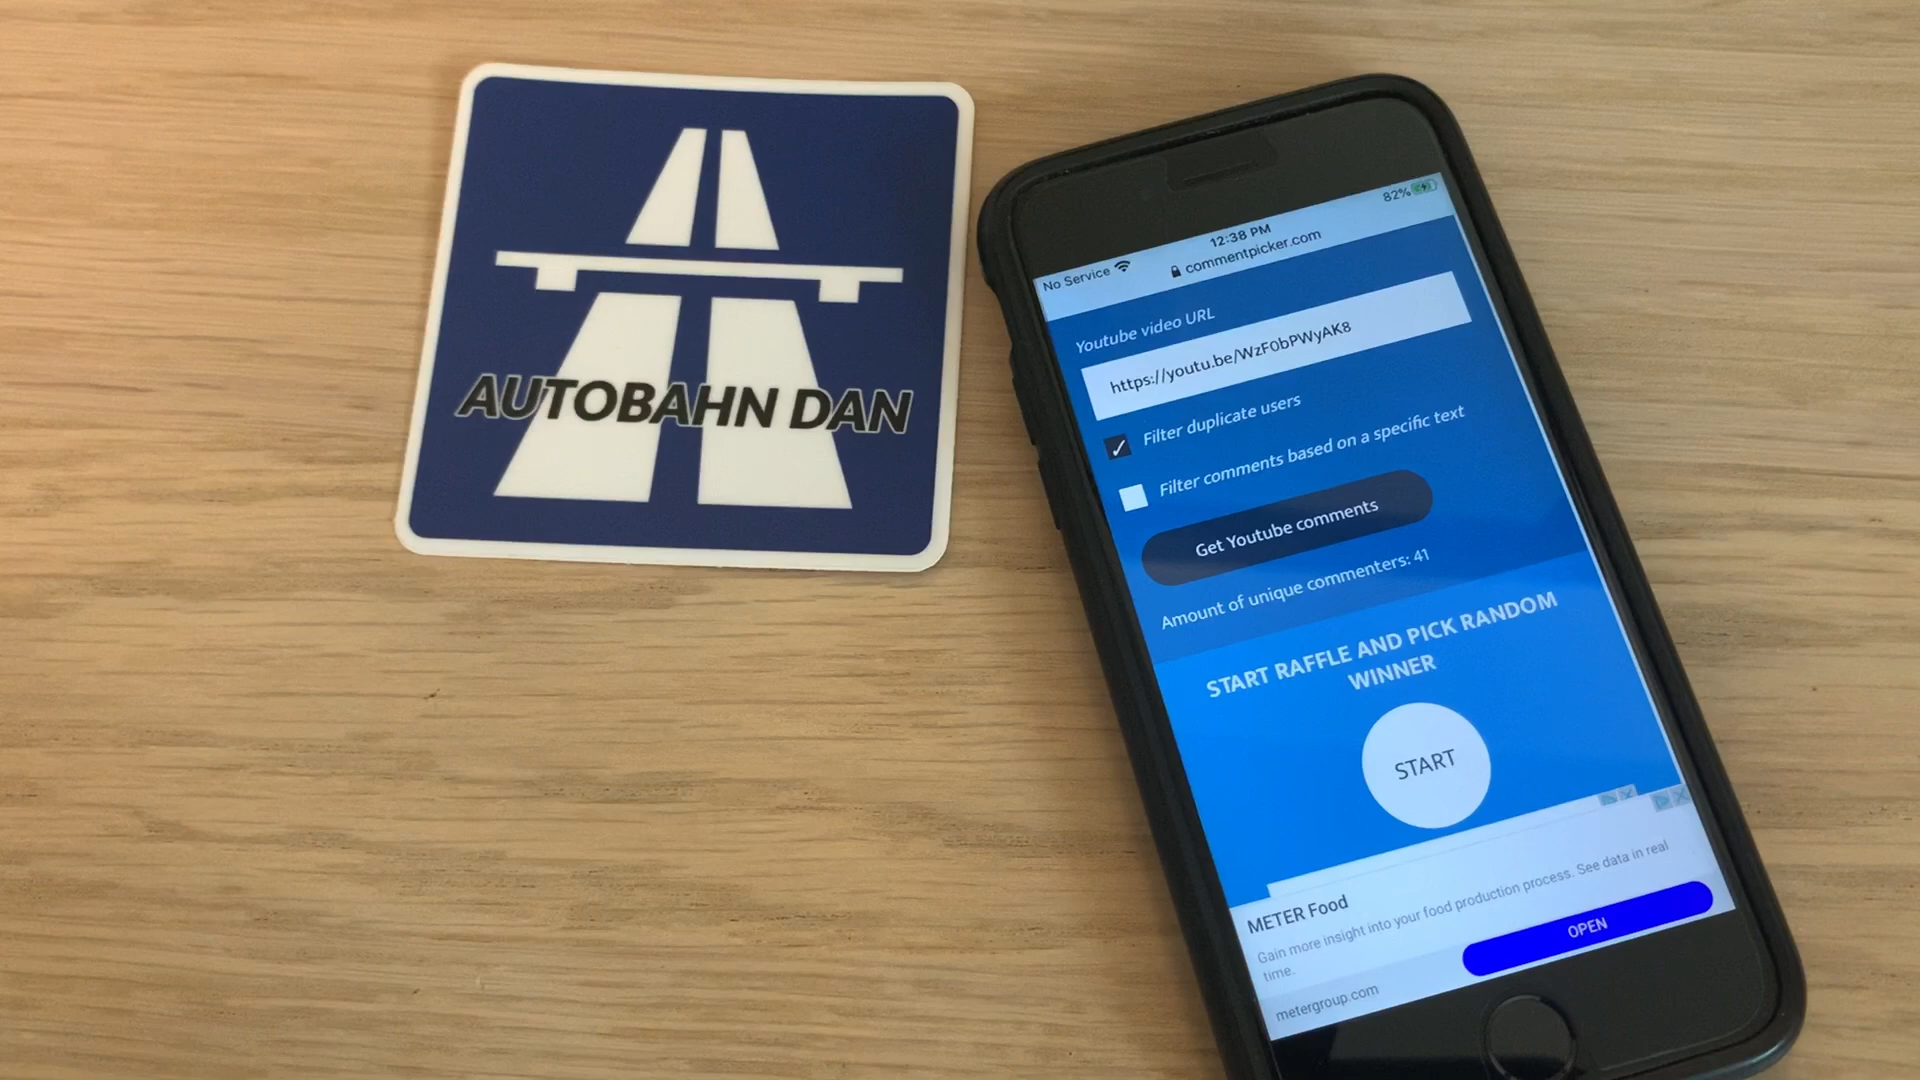 AUTOBAHN DAN
82%
12:38 PM
No Service
commentpicker.com
Youtube video URL
https://youtu.be/WzF0bPWyAK8
Filter duplicate users
Filter comments based on a specific text
Get Youtube comments
Amount of unique commenters: 41
START RAFFLE AND PICK RANDOM
WINNER
START
METER Food
Gain more insight into your food production process. See data in real
time.
OPEN
metergroup.com